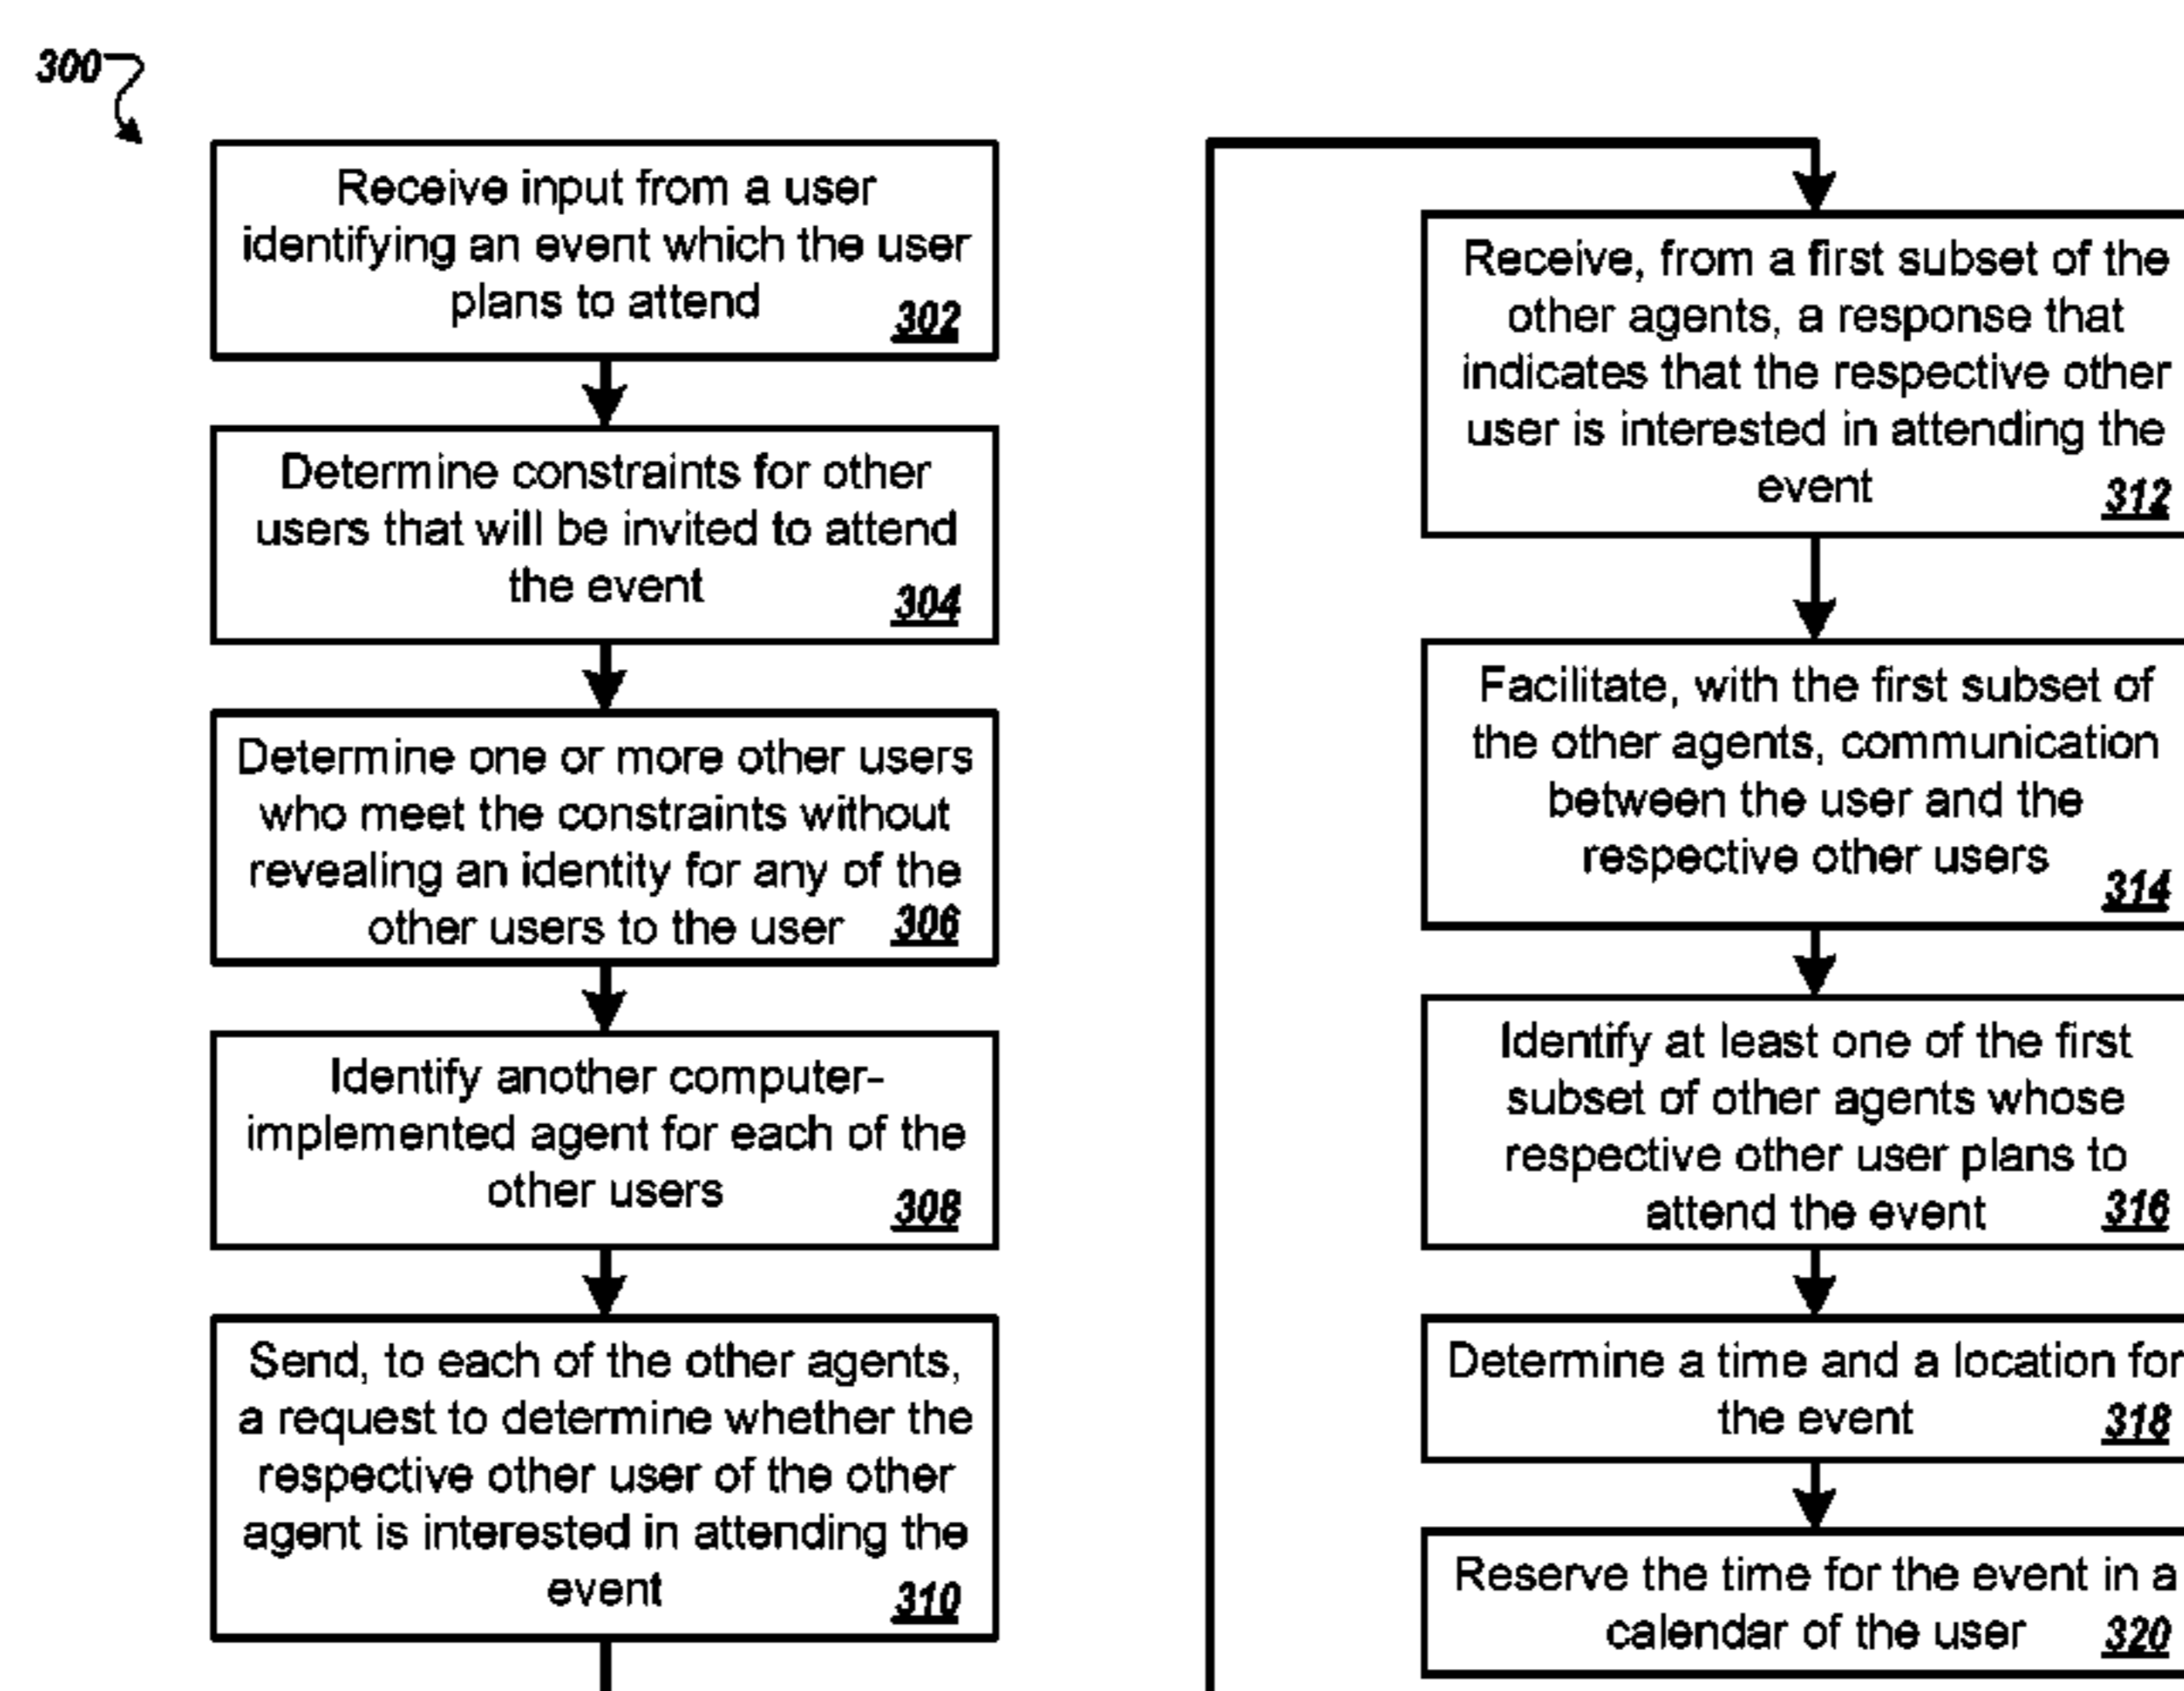 300
Receive input from a user
identifying an event which the user
plans to attend
302
Determine constraints for other
users that will be invited to attend
the event
304
Determine one or more other users
who meet the constraints without
revealing an identity for any of the
other users to the user 306
Identify another computer-
implemented agent for each of the
other users
308
Send, to each of the other agents,
a request to determine whether the
respective other user of the other
agent is interested in attending the
event
310
Receive, from a first subset of the
other agents, a response that
indicates that the respective other
user is interested in attending the
event
312
Facilitate, with the first subset of
the other agents, communication
between the user and the
respective other users
314
Identify at least one of the first
subset of other agents whose
respective other user plans to
attend the event 316
Determine a time and a location for
the event 318
Reserve the time for the event in a
calendar of the user 320